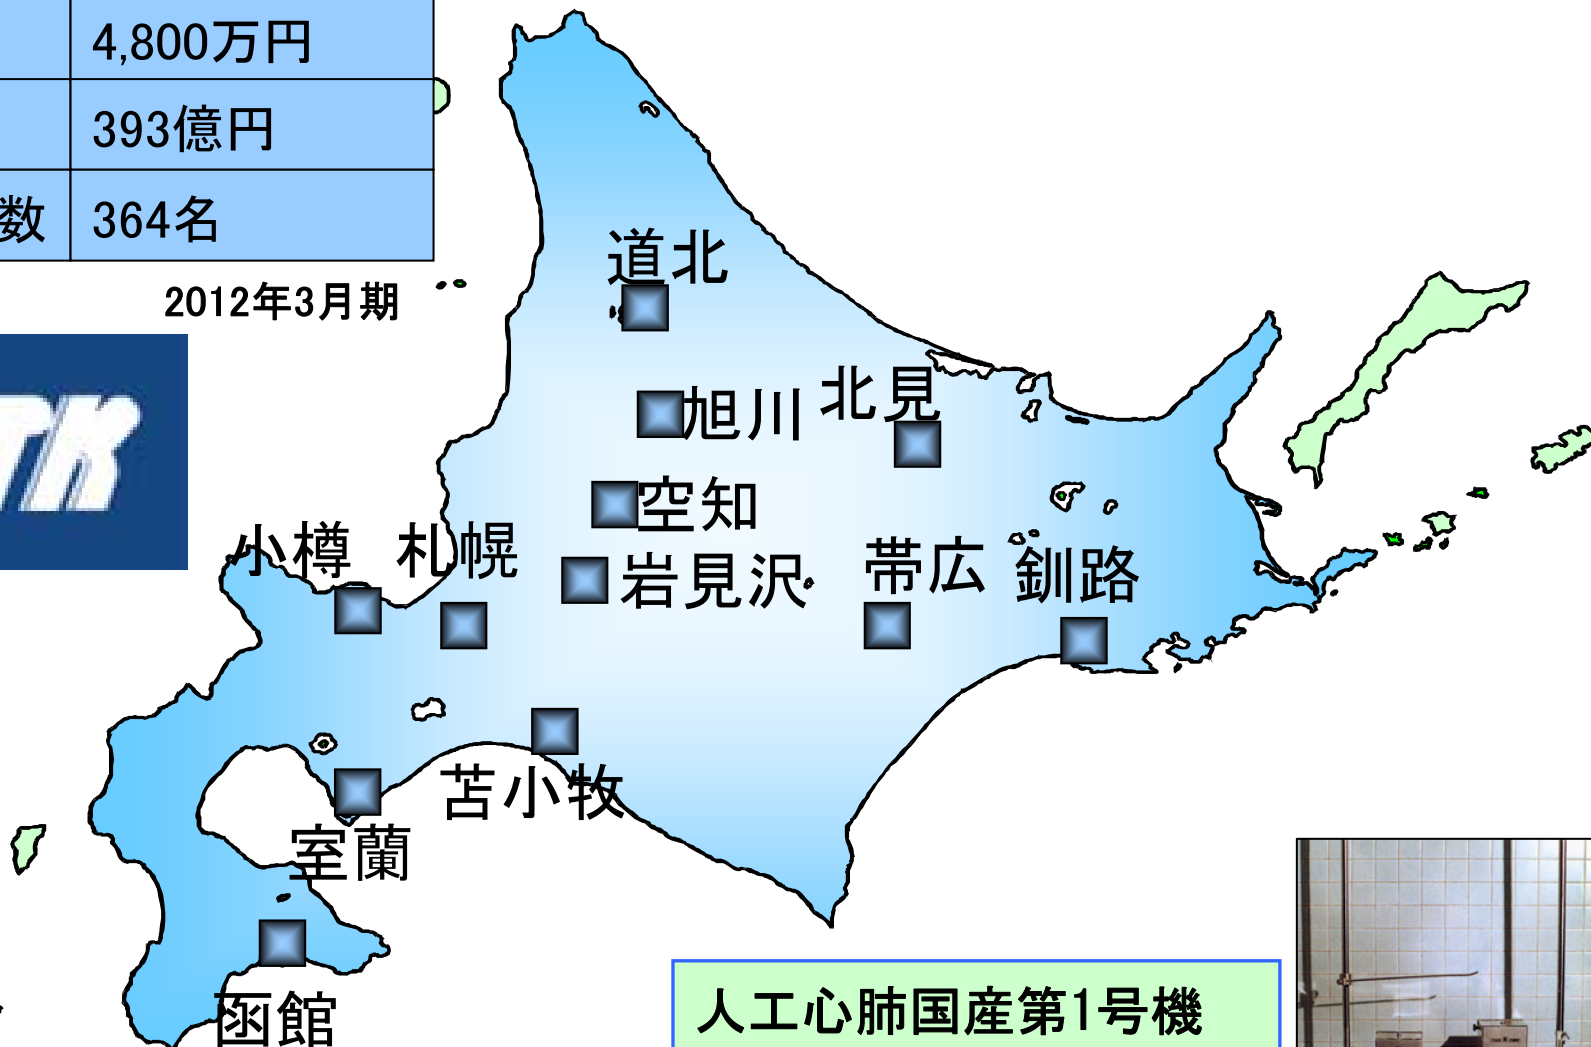 4,800万円
393億円
数 364名
2012年3月期
TK
道北
旭川
北見
空知
小樽
札幌
岩見沢
帯広
釧路
苫小牧
室蘭
函館
人工心肺国産第1号機